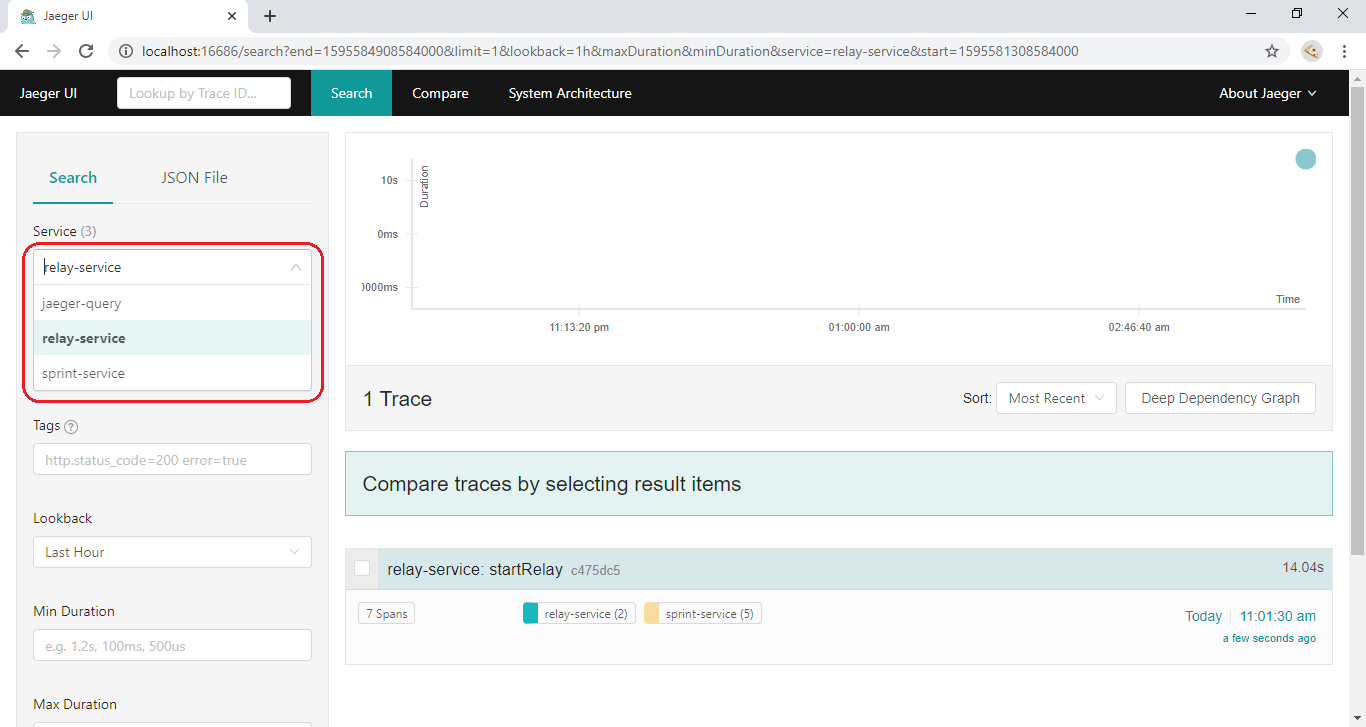 Jaeger UI
localhost:16686/search?end=1595584908584000&limit=1&lookback=1h&maxDuration&minDuration&service=relay-service&start=1595581308584000
Jaeger UI
Lookup by Trace ID...
Search
Compare
System Architecture
About Jaeger
Search
JSON File
Service (3)
relay-service
jaeger-query
relay-service
sprint-service
Tags ?
http.status_code=200 error=true
Lookback
Last Hour
Min Duration
e.g. 1.2s, 100ms, 500us
Max Duration
Duration
10s
0ms
0000ms
Time
11:13:20 pm
01:00:00 am
02:46:40 am
1 Trace
Sort:
Most Recent
Deep Dependency Graph
Compare traces by selecting result items
relay-service: startRelay c475dc5
14.04s
7 Spans
relay-service (2)
sprint-service (5)
Today
11:01:30 am
a few seconds ago